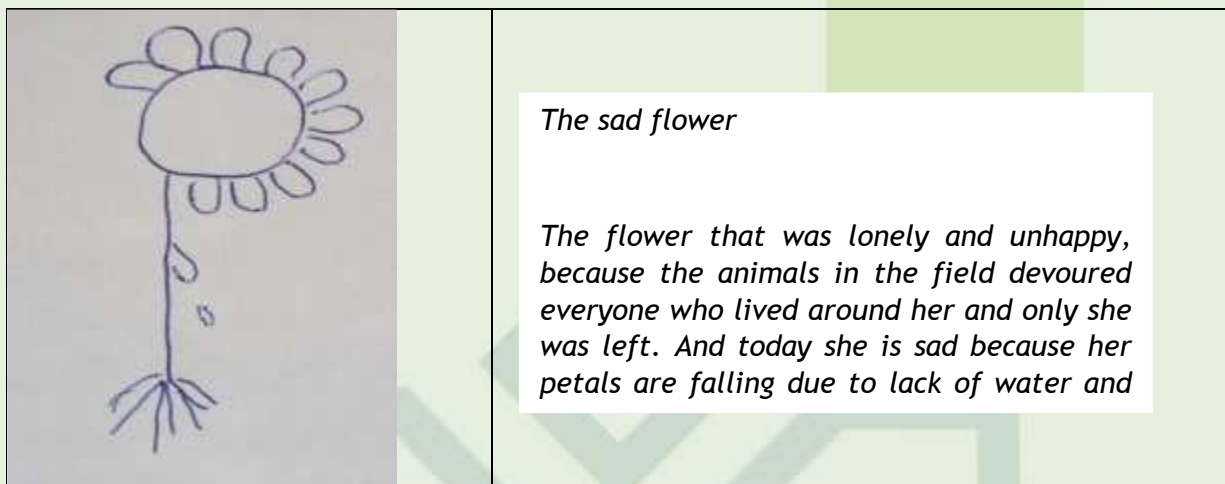 The sad flower
The flower that was lonely and unhappy,
because the animals in the field devoured
everyone who lived around her and only she
was left. And today she is sad because her
petals are falling due to lack of water and